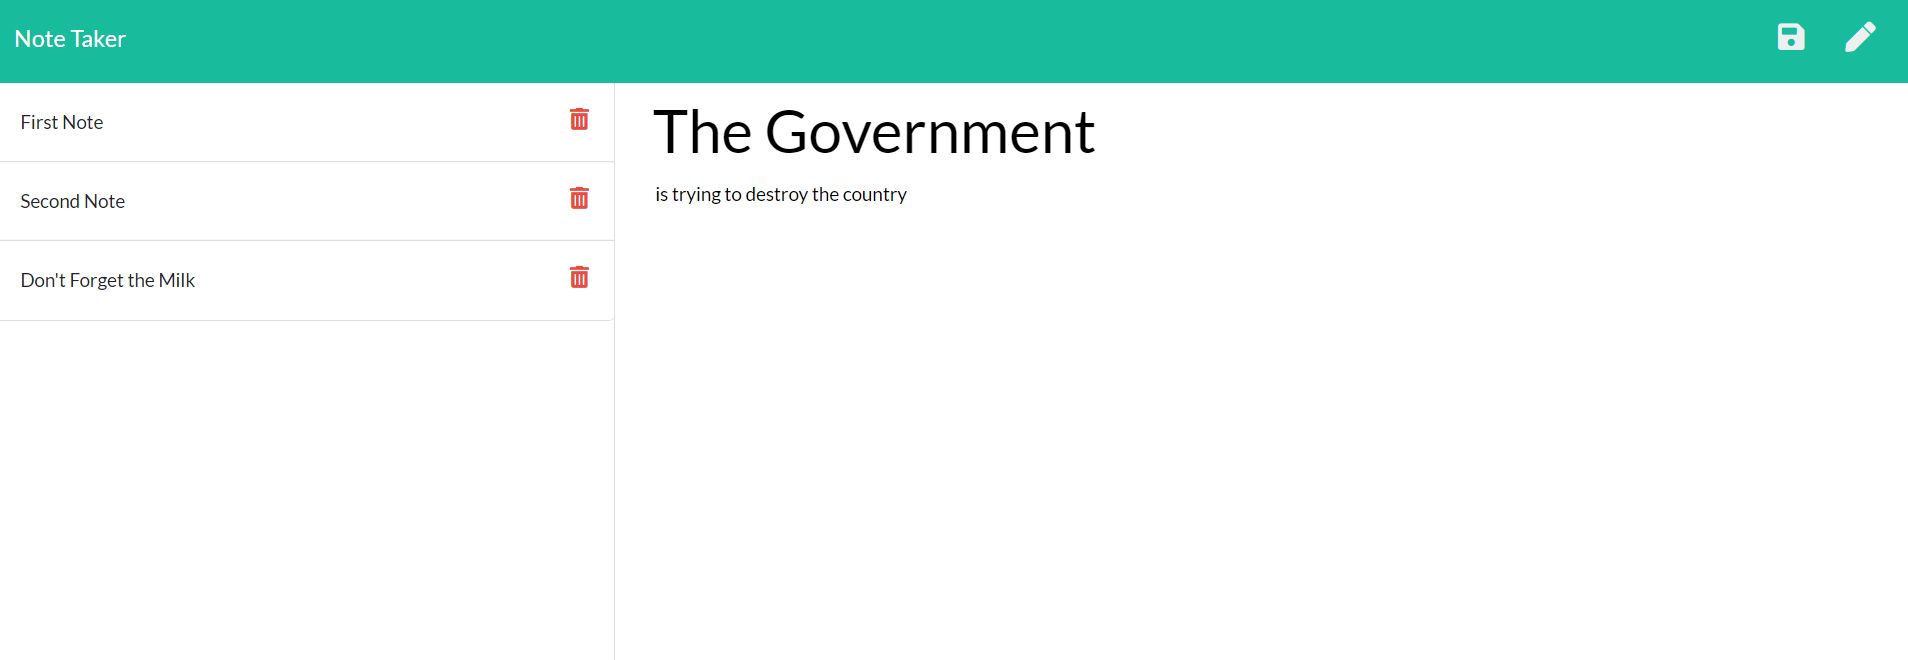 Note Taker
First Note
Second Note
Don't Forget the Milk
The Government
is trying to destroy the country